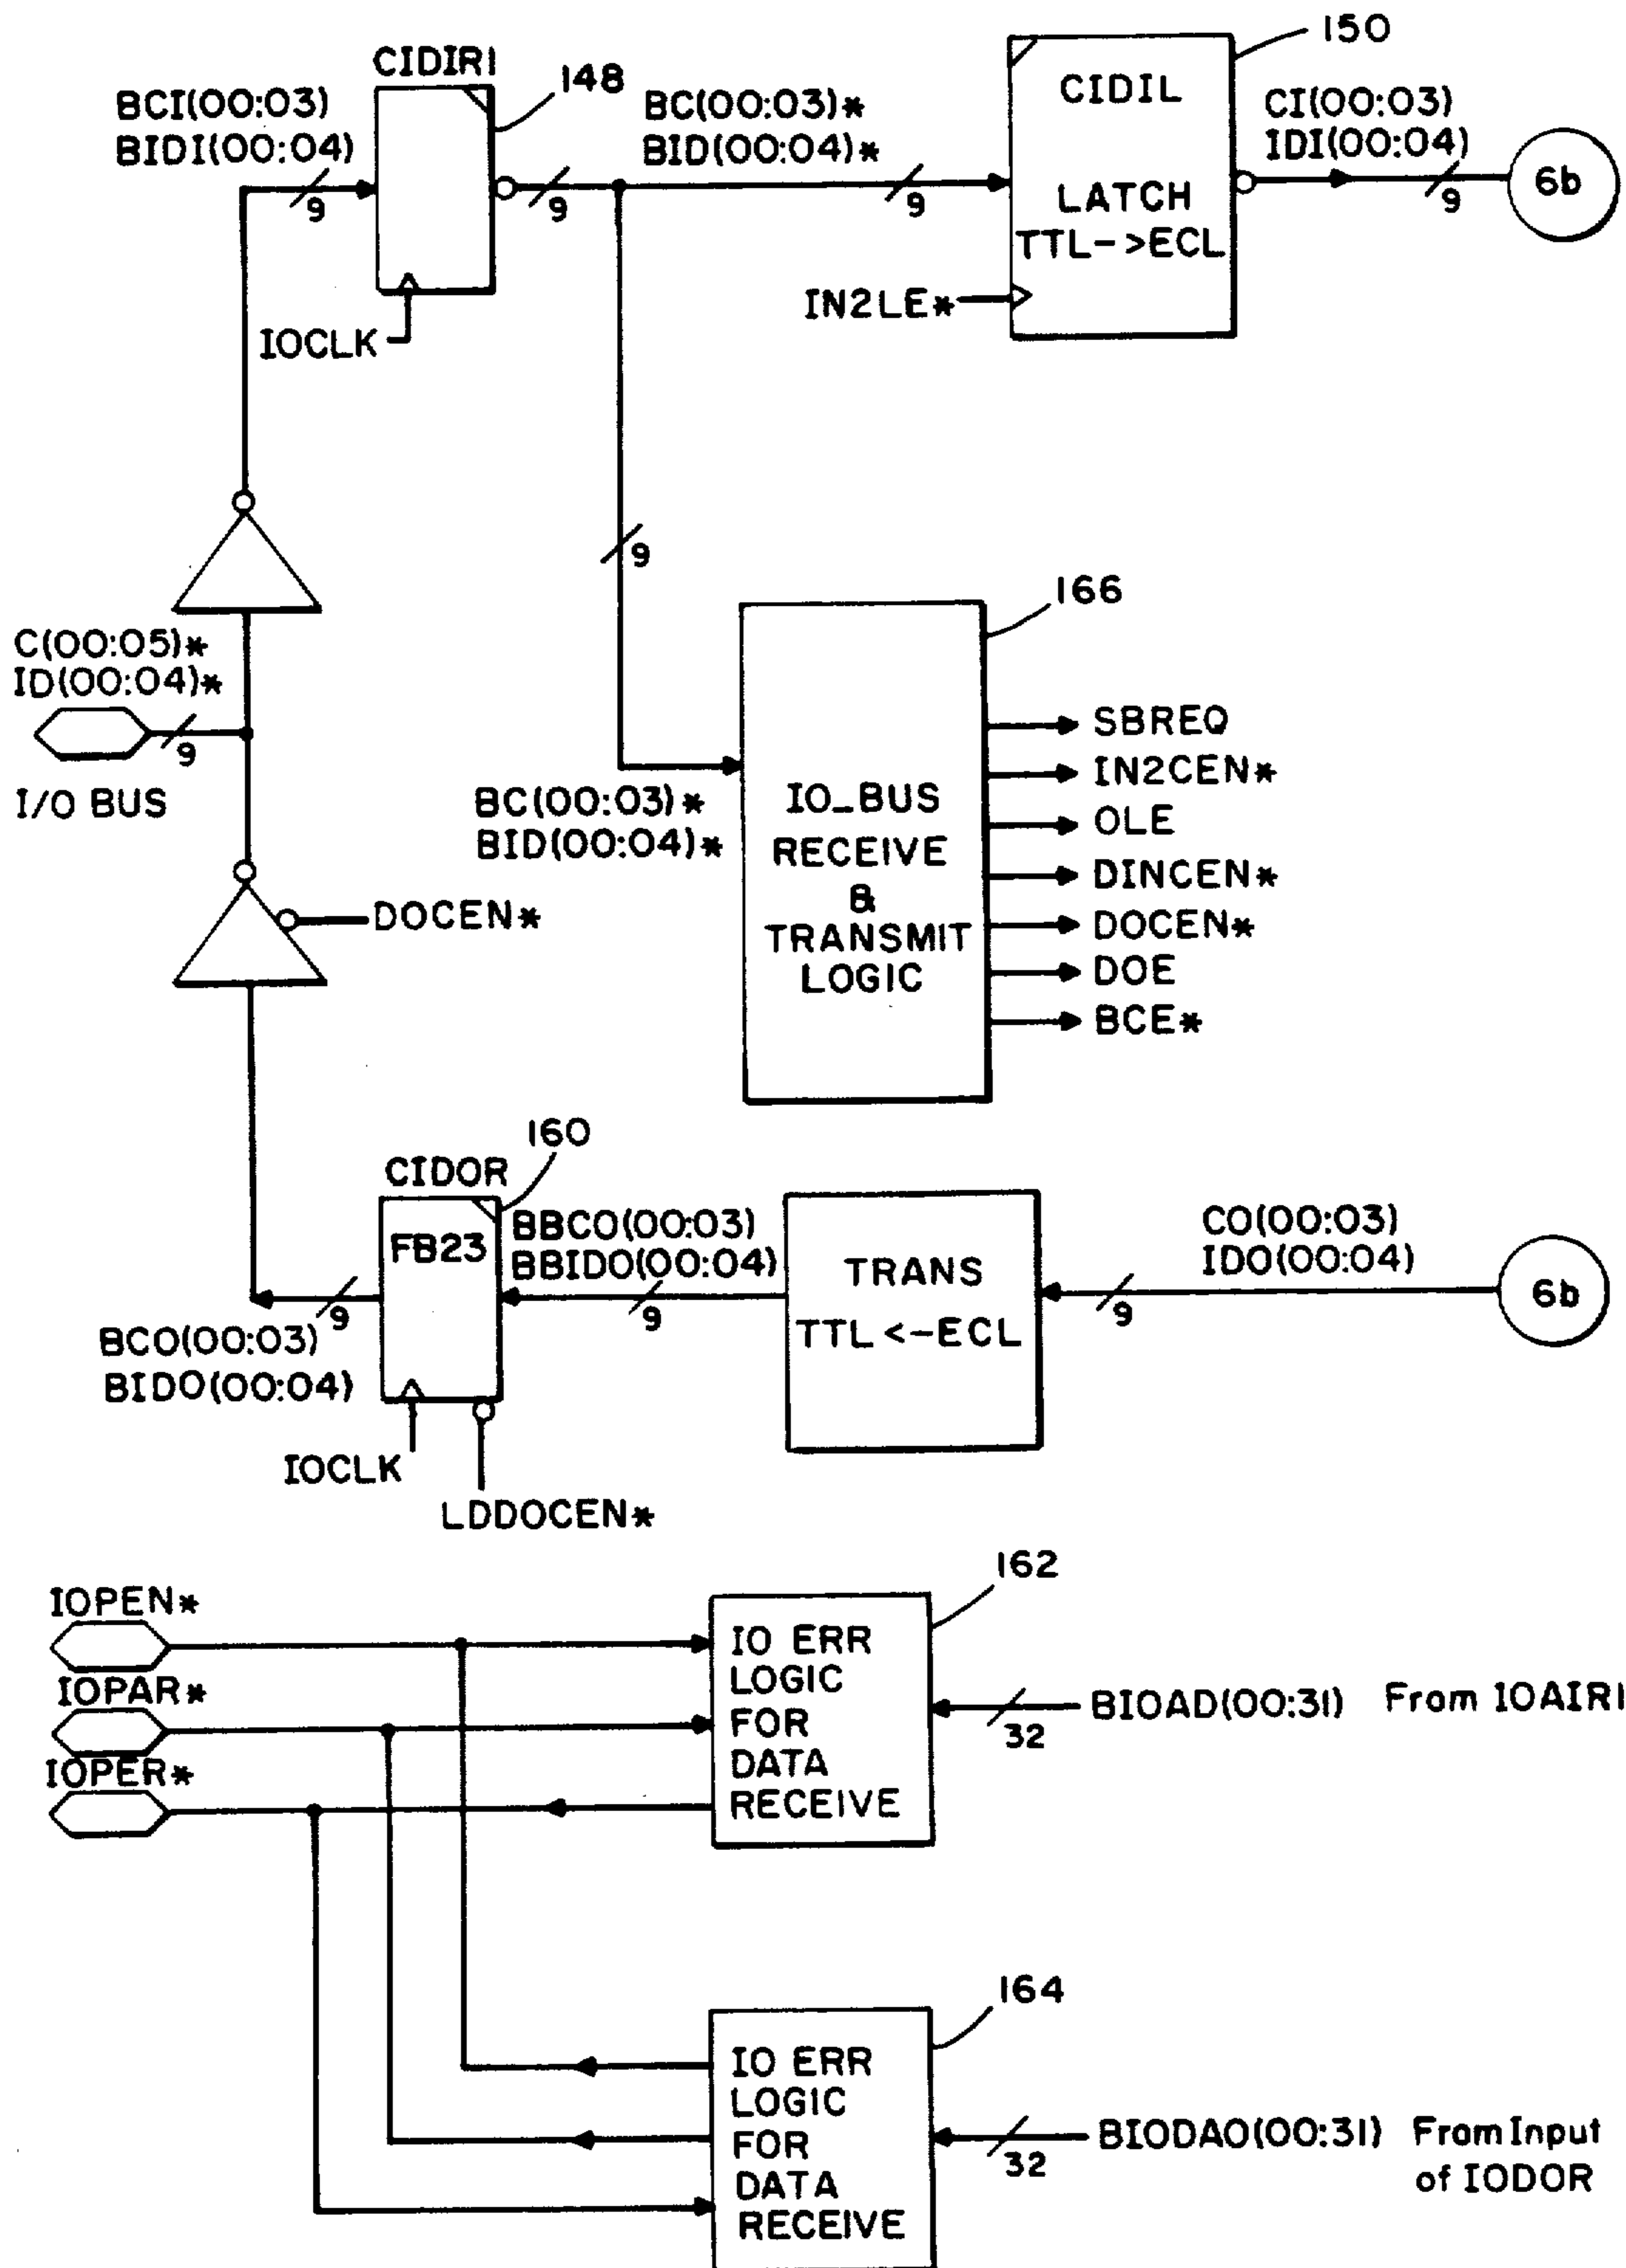 CIDIR1
148
BCI(00:03)
BIDI(00:04)
9
IOCLK
9
BC(00:03)*
BID(00:04)*
9
150
CIDIL
LATCH
TTL->ECL
IN2LE*
CI(00:03)
IDI(00:04)
9
6b
9
C(00:05)*
ID(00:04)*
9
I/O BUS
DOCEN*
BC(00:03)*
BID(00:04)*
166
IO_BUS
RECEIVE
&
TRANSMIT
LOGIC
SBREQ
IN2CEN*
OLE
DINCEN*
DOCEN*
DOE
BCE*
160
CIDOR
FB23
BBCO(00:03)
BBIDO(00:04)
9
TRANS
TTL<-ECL
CO(00:03)
IDO(00:04)
9
6b
9
BCO(00:03)
BIDO(00:04)
IOCLK
LDDOCEN*
162
IOPEN*
IOPAR*
IOPER*
IO ERR
LOGIC
FOR
DATA
RECEIVE
32
BIOAD(00:31) From IOAIR1
164
IO ERR
LOGIC
FOR
DATA
RECEIVE
32
BIODAO(00:31) From Input
of IODOR